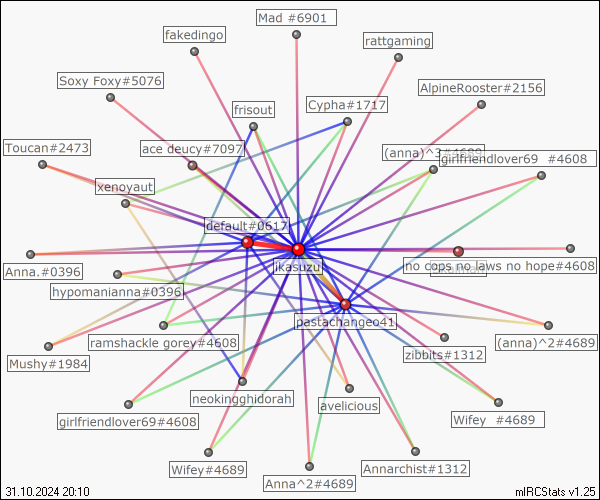 Mad #6901
fakedingo
rattgaming
Soxy Foxy#5076
AlpineRooster#2156
frisout
Cypha#1717
Toucan#2473
ace deucy#7097
(anna)^3#4689
girlfriendlover69 #4608
xenoyaut
default#0617
jikasuzu
no cops no laws no hope#4608
Anna.#0396
hypomanianna#0396
pastachangeo41
ramshackle gorey#4608
(anna)^2#4689
zibbits#1312
Mushy#1984
neokingghidorah
avelicious
girlfriendlover69#4608
Wifey #4689
Wifey#4689
Annarchist#1312
Anna^2#4689
31.10.2024 20:10
mIRCStats v1.25